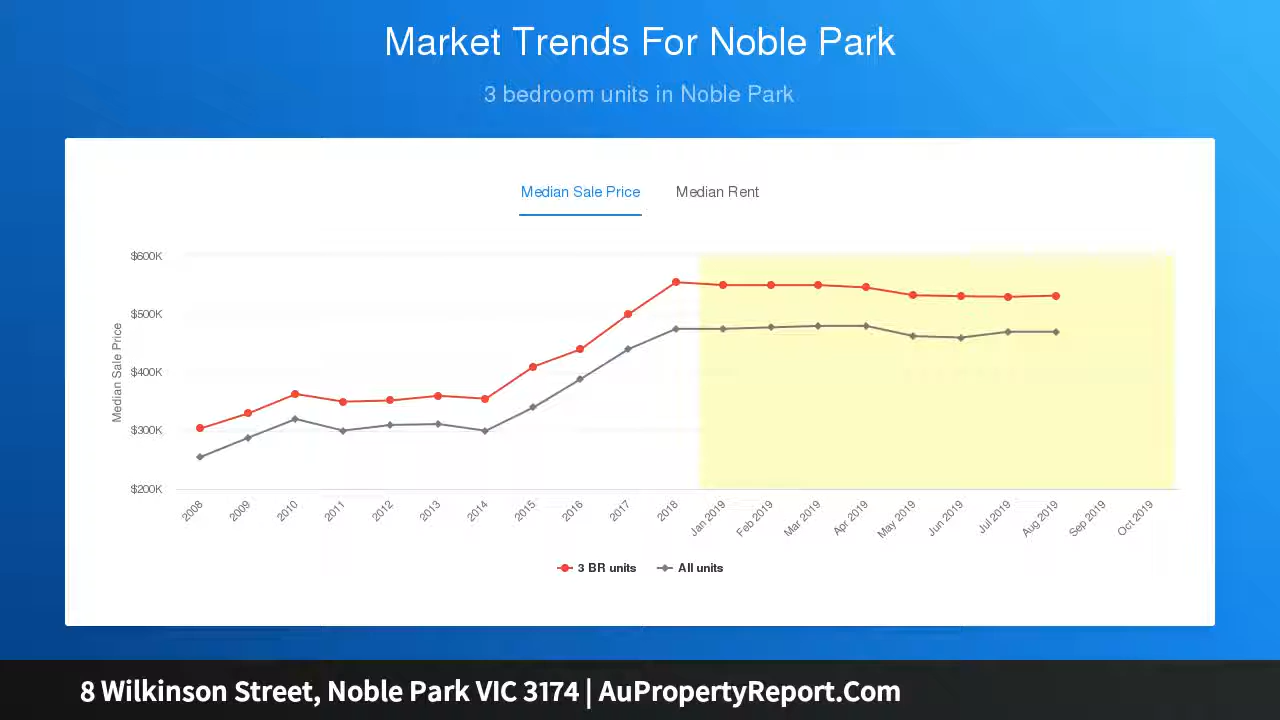 Market Trends For Noble Park
3 bedroom units in Noble Park
Median Sale Price Median Rent
$600K
$500K
$400K
$300K
$200K
Median Sale Price
2008 2009 2010 2011 2012 2013 2014 2015 2016 2017 2018 Jan 2019 Feb 2019 Mar 2019 Apr 2019 May 2019 Jun 2019 Jul 2019 Aug 2019 Sep 2019 Oct 2019
3 BR units All units
8 Wilkinson Street, Noble Park VIC 3174 | AuPropertyReport.Com